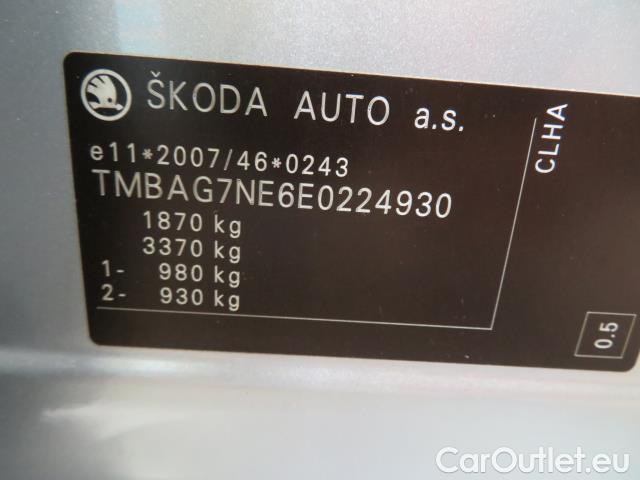 ŠKODA AUTO a.s.
e11*2007/46*0243
TMBAG7NE6E0224930
1870 kg
3370 kg
1- 980 kg
2- 930 kg
CLHA
0.5
CarOutlet.eu